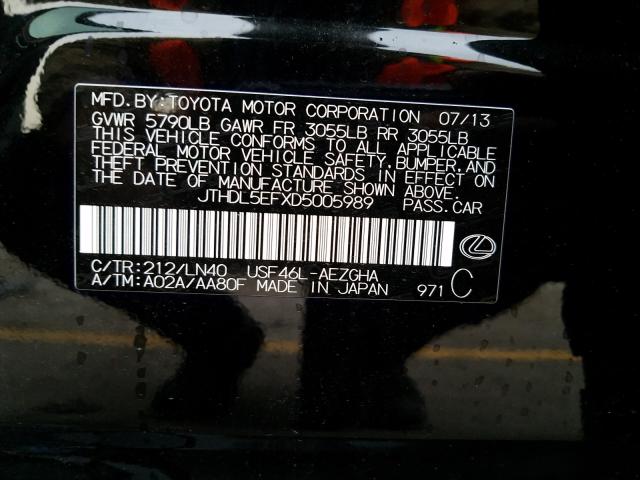 MFD. BY: TOYOTA MOTOR CORPORATION 07/13
GVWR 5790LB GAWR FR 3055LB RR 3055LB
THIS VEHICLE CONFORMS TO ALL APPLICABLE
FEDERAL MOTOR VEHICLE SAFETY, BUMPER, AND
THEFT PREVENTION STANDARDS IN EFFECT ON
THE DATE OF MANUFACTURE SHOWN ABOVE.
JTHDL5EFXD5005989 PASS. CAR
C/TR: 212/LN40 USF46L-AEZGHA
A/TM: A02A/AA80F MADE IN JAPAN 971 C